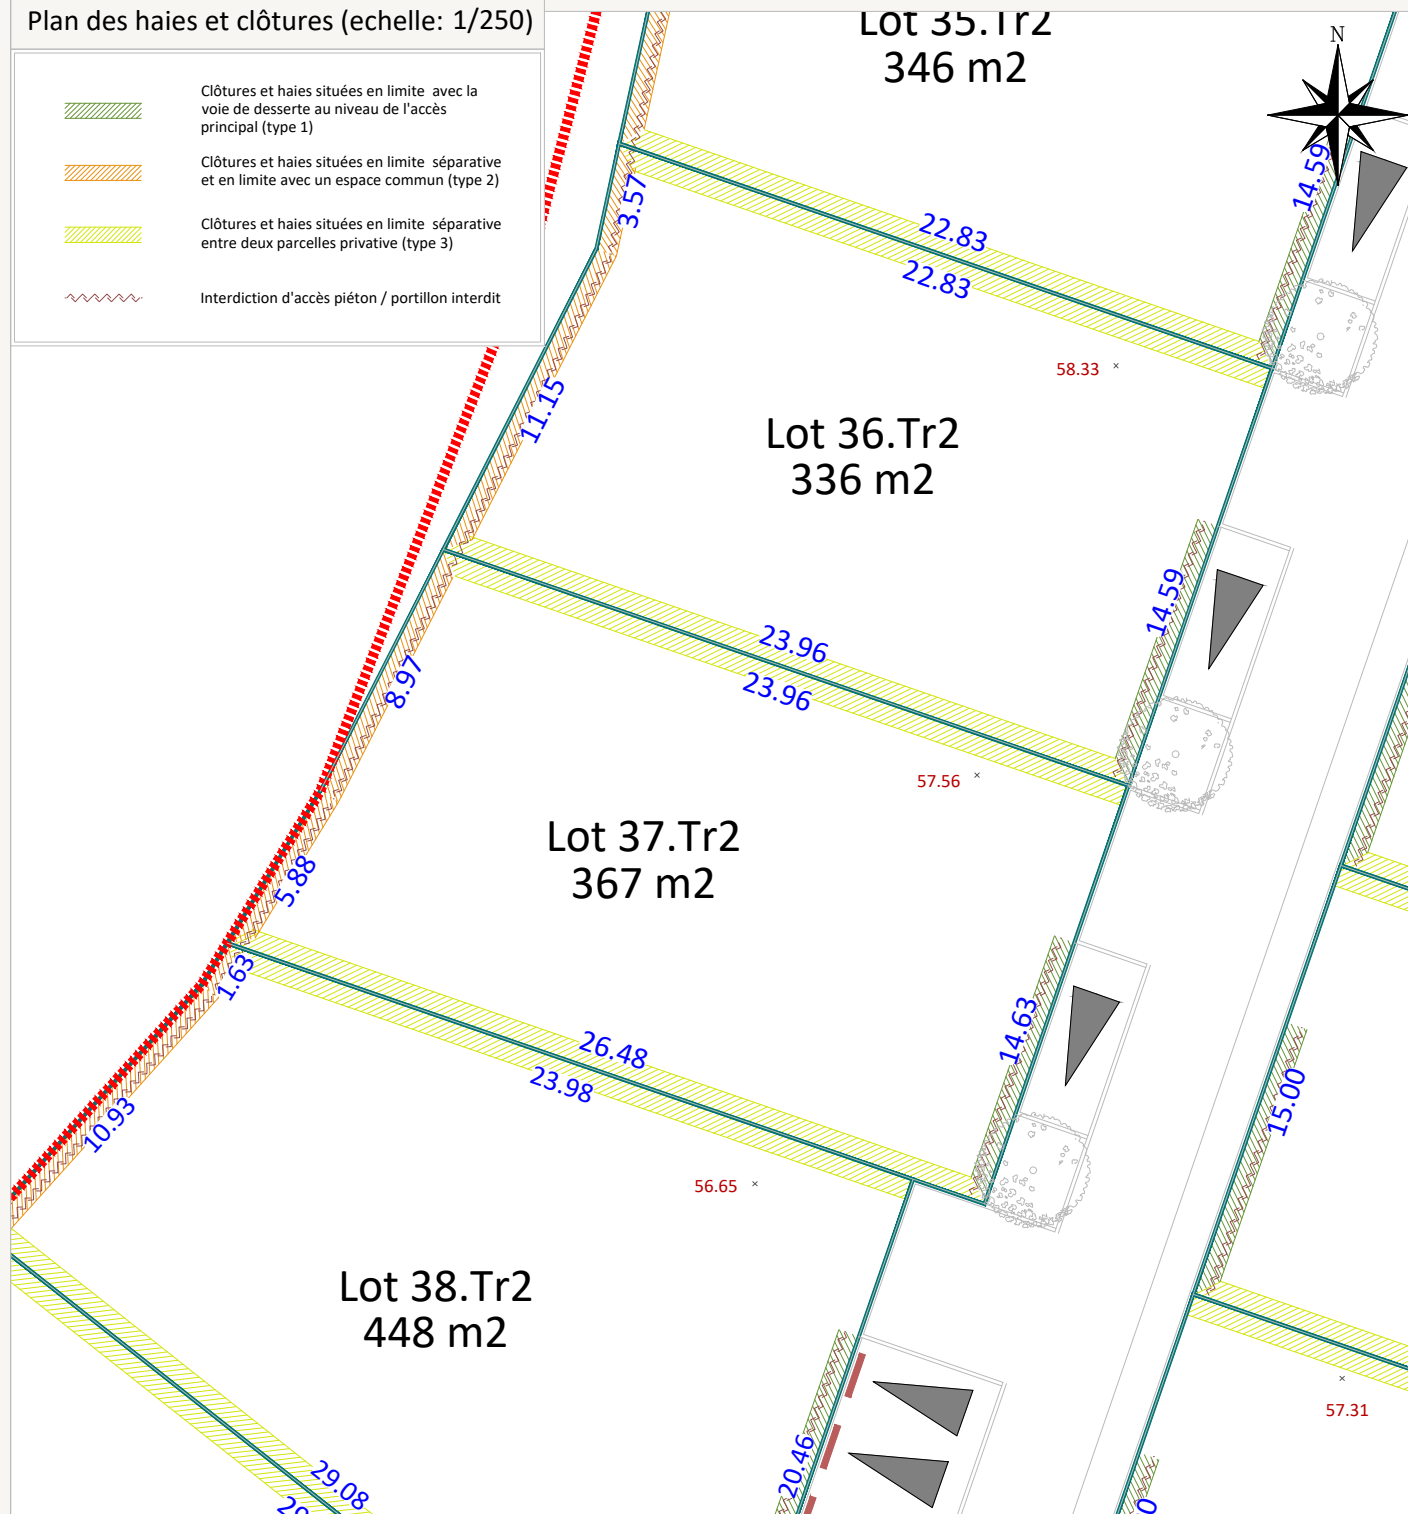 Plan des haies et clôtures (echelle: 1/250)
Clôtures et haies situées en limite avec la
voie de desserte au niveau de l'accès
principal (type 1)
Clôtures et haies situées en limite séparative
et en limite avec un espace commun (type 2)
Clôtures et haies situées en limite séparative
entre deux parcelles privative (type 3)
Interdiction d'accès piéton / portillon interdit
N
Lot 35.Tr2
346 m2
14.59
3.57
22.83
22.83
58.33
11.15
Lot 36.Tr2
336 m2
14.59
23.96
23.96
8.97
57.56
Lot 37.Tr2
367 m2
5.88
1.63
14.63
26.48
23.98
10.93
15.00
56.65
Lot 38.Tr2
448 m2
57.31
20.46
29.08